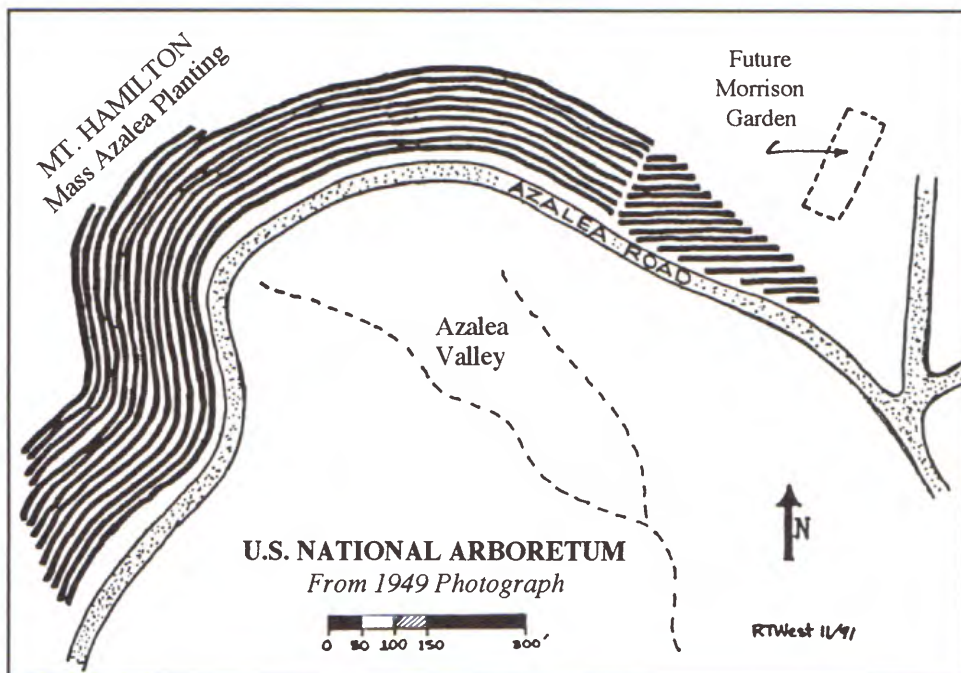 MT. HAMILTON
Mass Azalea Planting
Future
Morrison
Garden
AZALEA ROAD
Azalea
Valley
N
U.S. NATIONAL ARBORETUM
From 1949 Photograph
0 50 100 150 300'
RTWest 11/91